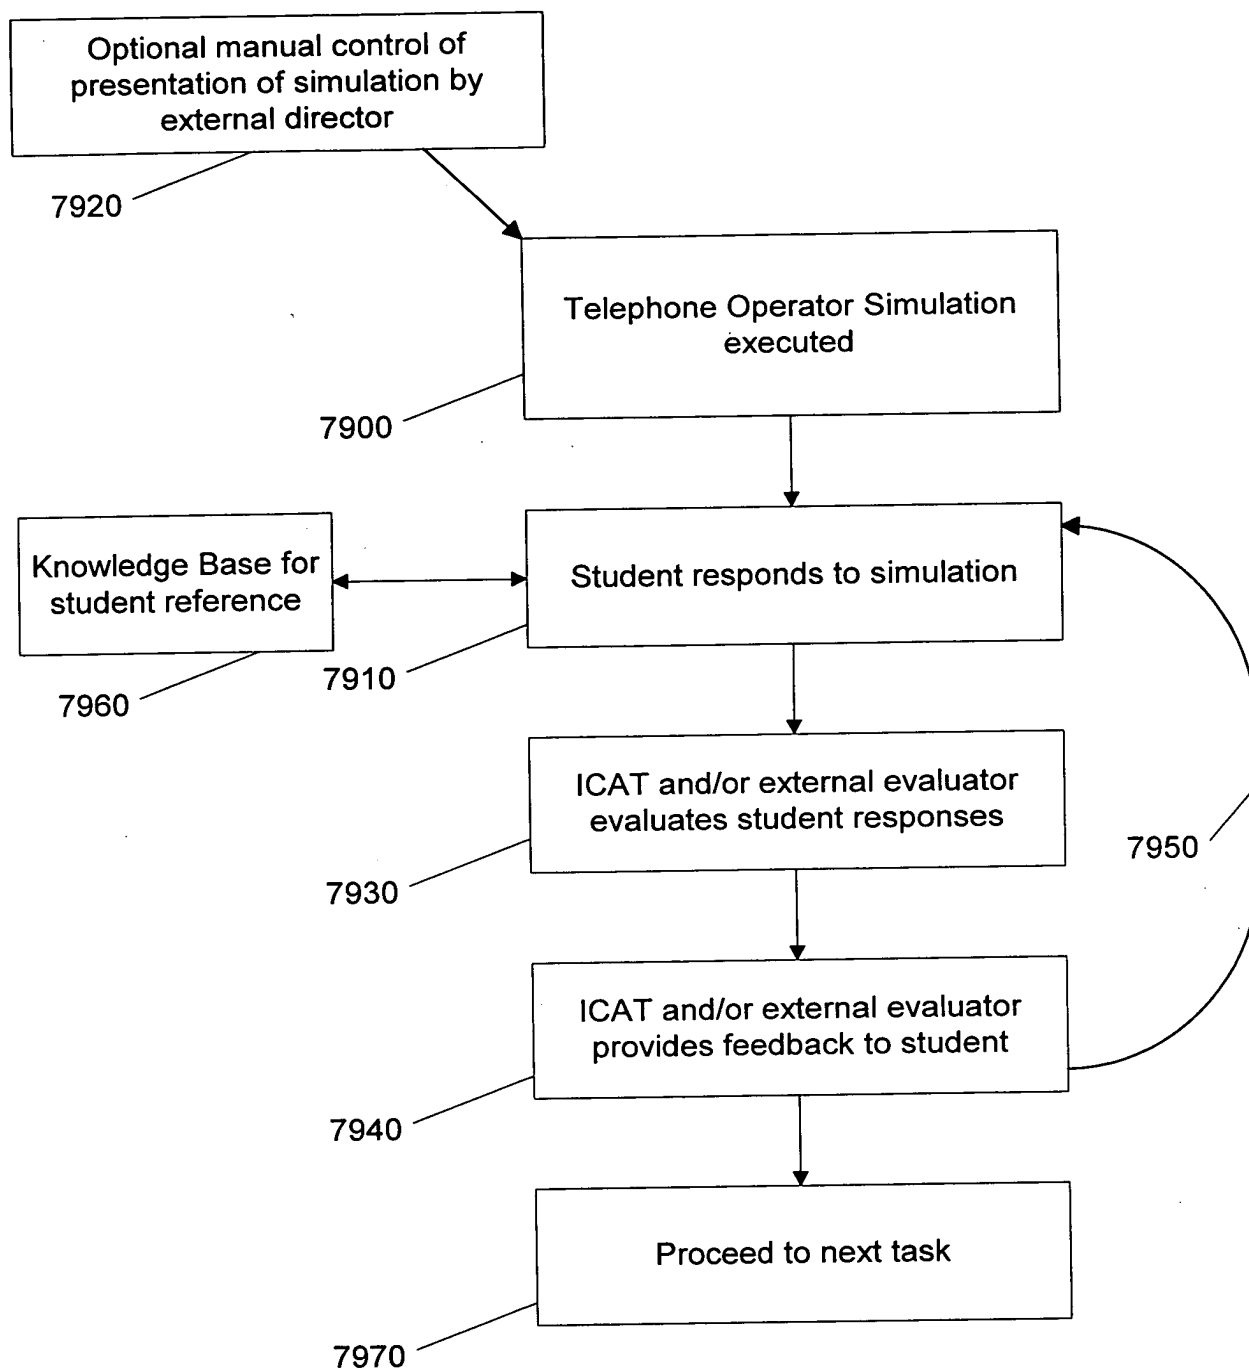 Optional manual control of
presentation of simulation by
external director
7920
Telephone Operator Simulation
executed
7900
Knowledge Base for
student reference
7960
Student responds to simulation
7910
ICAT and/or external evaluator
evaluates student responses
7930
7950
ICAT and/or external evaluator
provides feedback to student
7940
Proceed to next task
7970